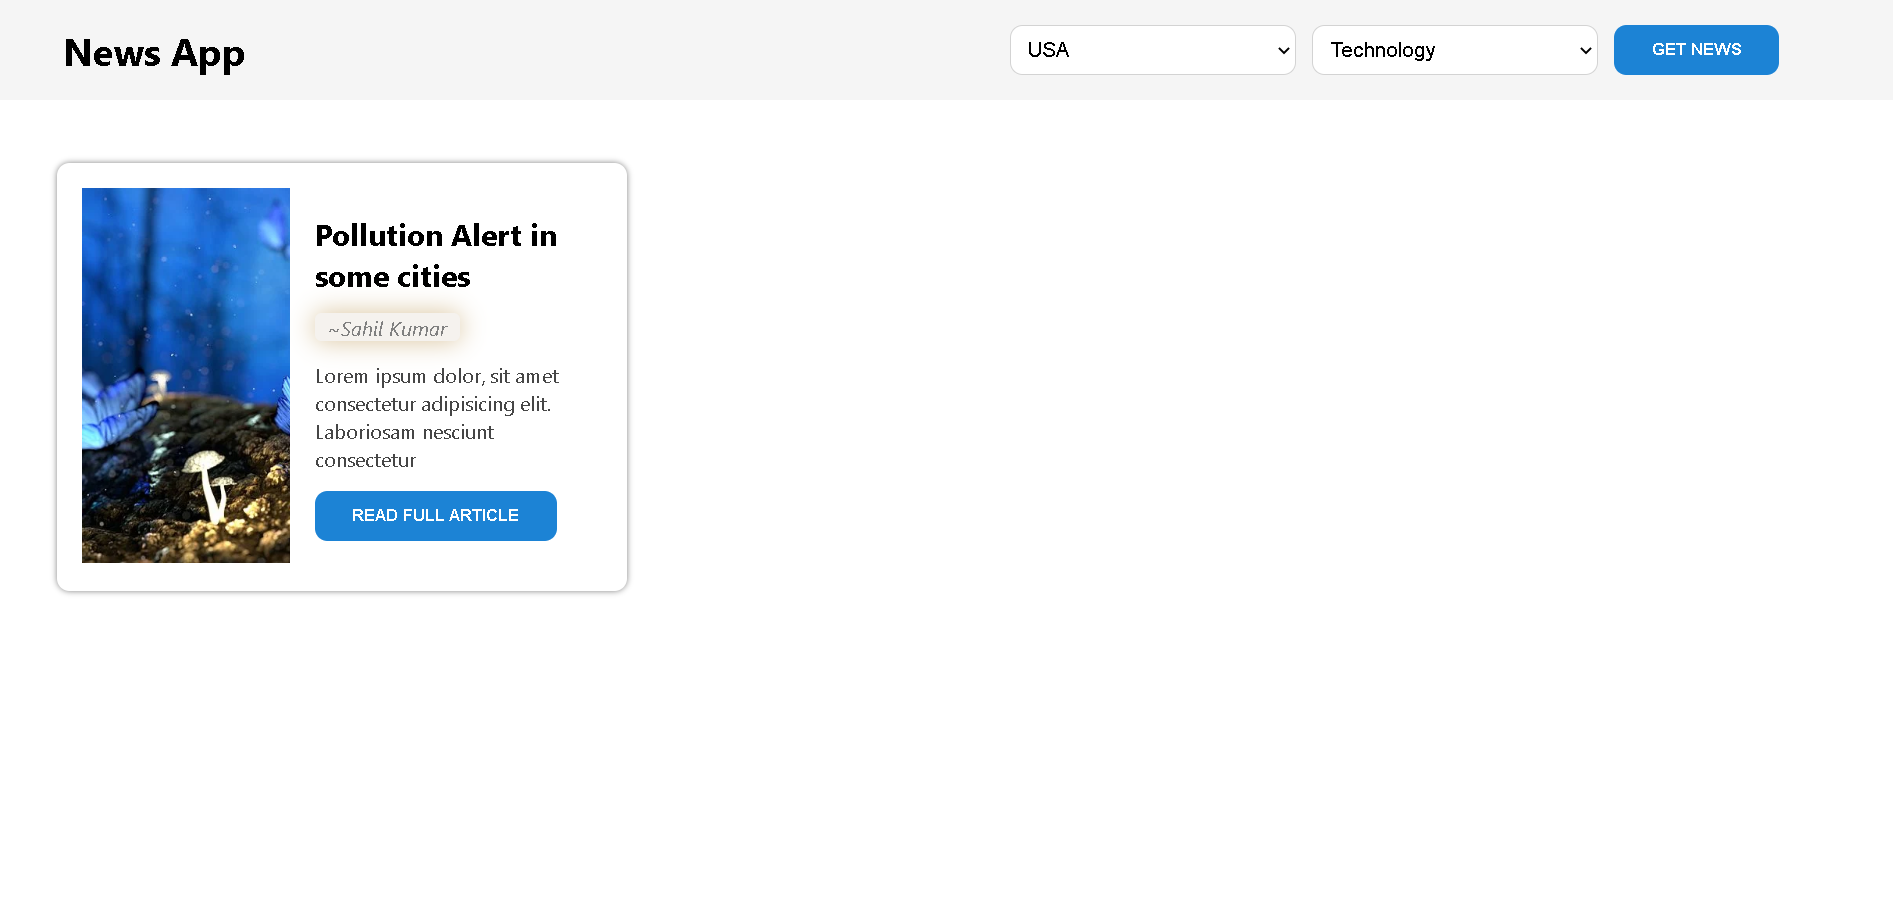 News App
USA
Technology
GET NEWS
Pollution Alert in
some cities
~Sahil Kumar
Lorem ipsum dolor, sit amet
consectetur adipisicing elit.
Laboriosam nesciunt
consectetur
READ FULL ARTICLE